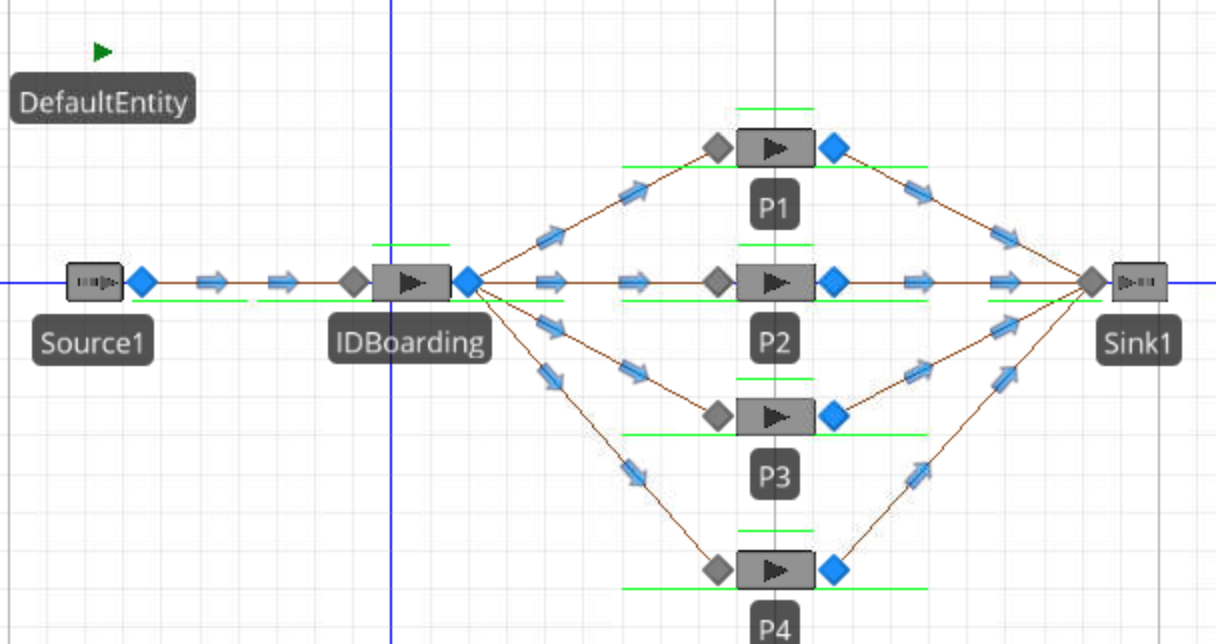 DefaultEntity
P1
Source1
IDBoarding
P2
Sink1
P3
P4